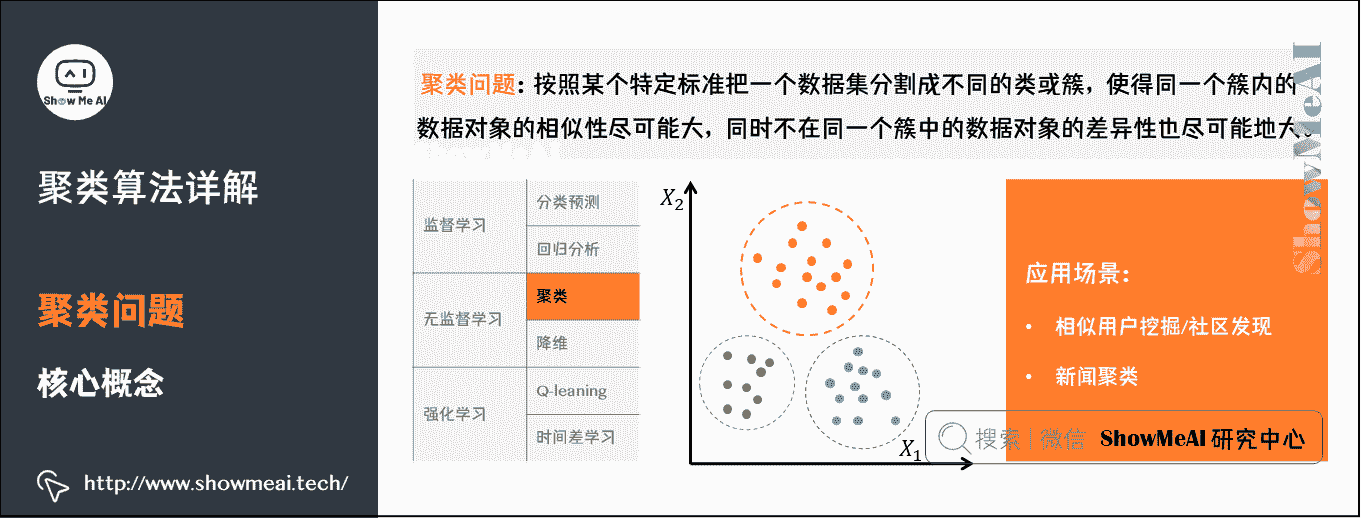 Show Me AI
聚类算法详解
聚类问题
核心概念
http://www.showmeai.tech/
聚类问题：按照某个特定标准把一个数据集分割成不同的类或簇，使得同一个簇内的
数据对象的相似性尽可能大，同时不在同一个簇中的数据对象的差异性也尽可能地大。
监督学习
分类预测
回归分析
无监督学习
聚类
降维
强化学习
Q-leaning
时间差学习
X2
X1
应用场景：
• 相似用户挖掘/社区发现
• 新闻聚类
搜索 | 微信 ShowMeAI 研究中心
ShowMeAI